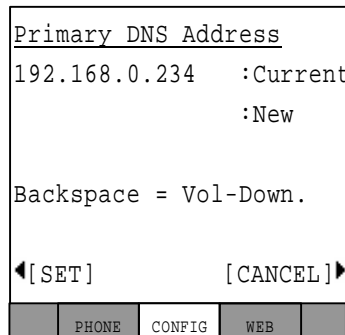 Primary DNS Address
192.168.0.234 :Current
:New
Backspace = Vol-Down.
[SET] [CANCEL]
PHONE CONFIG WEB